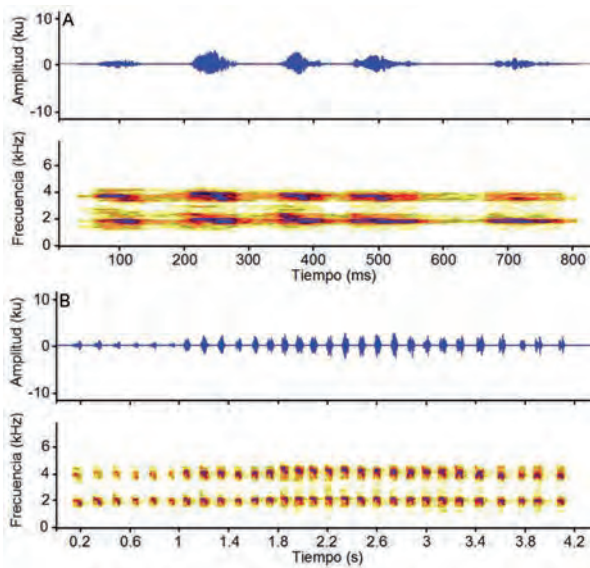 A
Amplitud (ku)
10
0
-10
Frecuencia (kHz)
6
4
2
0
100 200 300 400 500 600 700 800
Tiempo (ms)
B
Amplitud (ku)
10
0
-10
Frecuencia (kHz)
6
4
2
0
0.2 0.6 1 1.4 1.8 2.2 2.6 3 3.4 3.8 4.2
Tiempo (s)